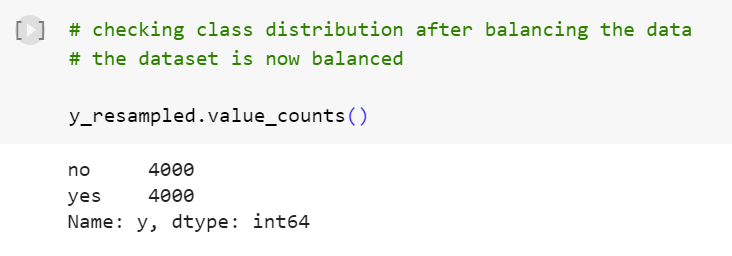 # checking class distribution after balancing the data
# the dataset is now balanced
y_resampled.value_counts()
no 4000
yes 4000
Name: y, dtype: int64